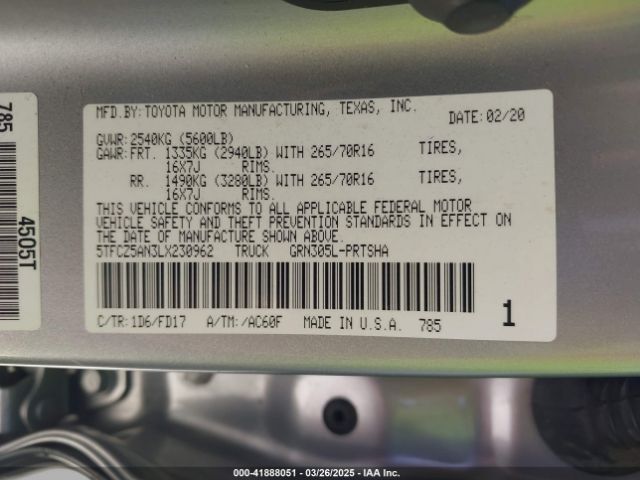 MFD.BY:TOYOTA MOTOR MANUFACTURING, TEXAS, INC.
DATE:02/20
GVWR:2540KG (5600LB)
GAWR:FRT. 1335KG (2940LB) WITH 265/70R16 TIRES,
16X7J RIMS.
RR. 1490KG (3280LB) WITH 265/70R16 TIRES,
16X7J RIMS.
THIS VEHICLE CONFORMS TO ALL APPLICABLE FEDERAL MOTOR
VEHICLE SAFETY AND THEFT PREVENTION STANDARDS IN EFFECT ON
THE DATE OF MANUFACTURE SHOWN ABOVE.
5TFCZ5AN3LX230962 TRUCK GRN305L-PRTSHA
C/TR:1D6/FD17 A/TM:/AC60F MADE IN U.S.A. 785
1
785
4505T
000-41888051 | 03/26/2025 | IAA Inc.